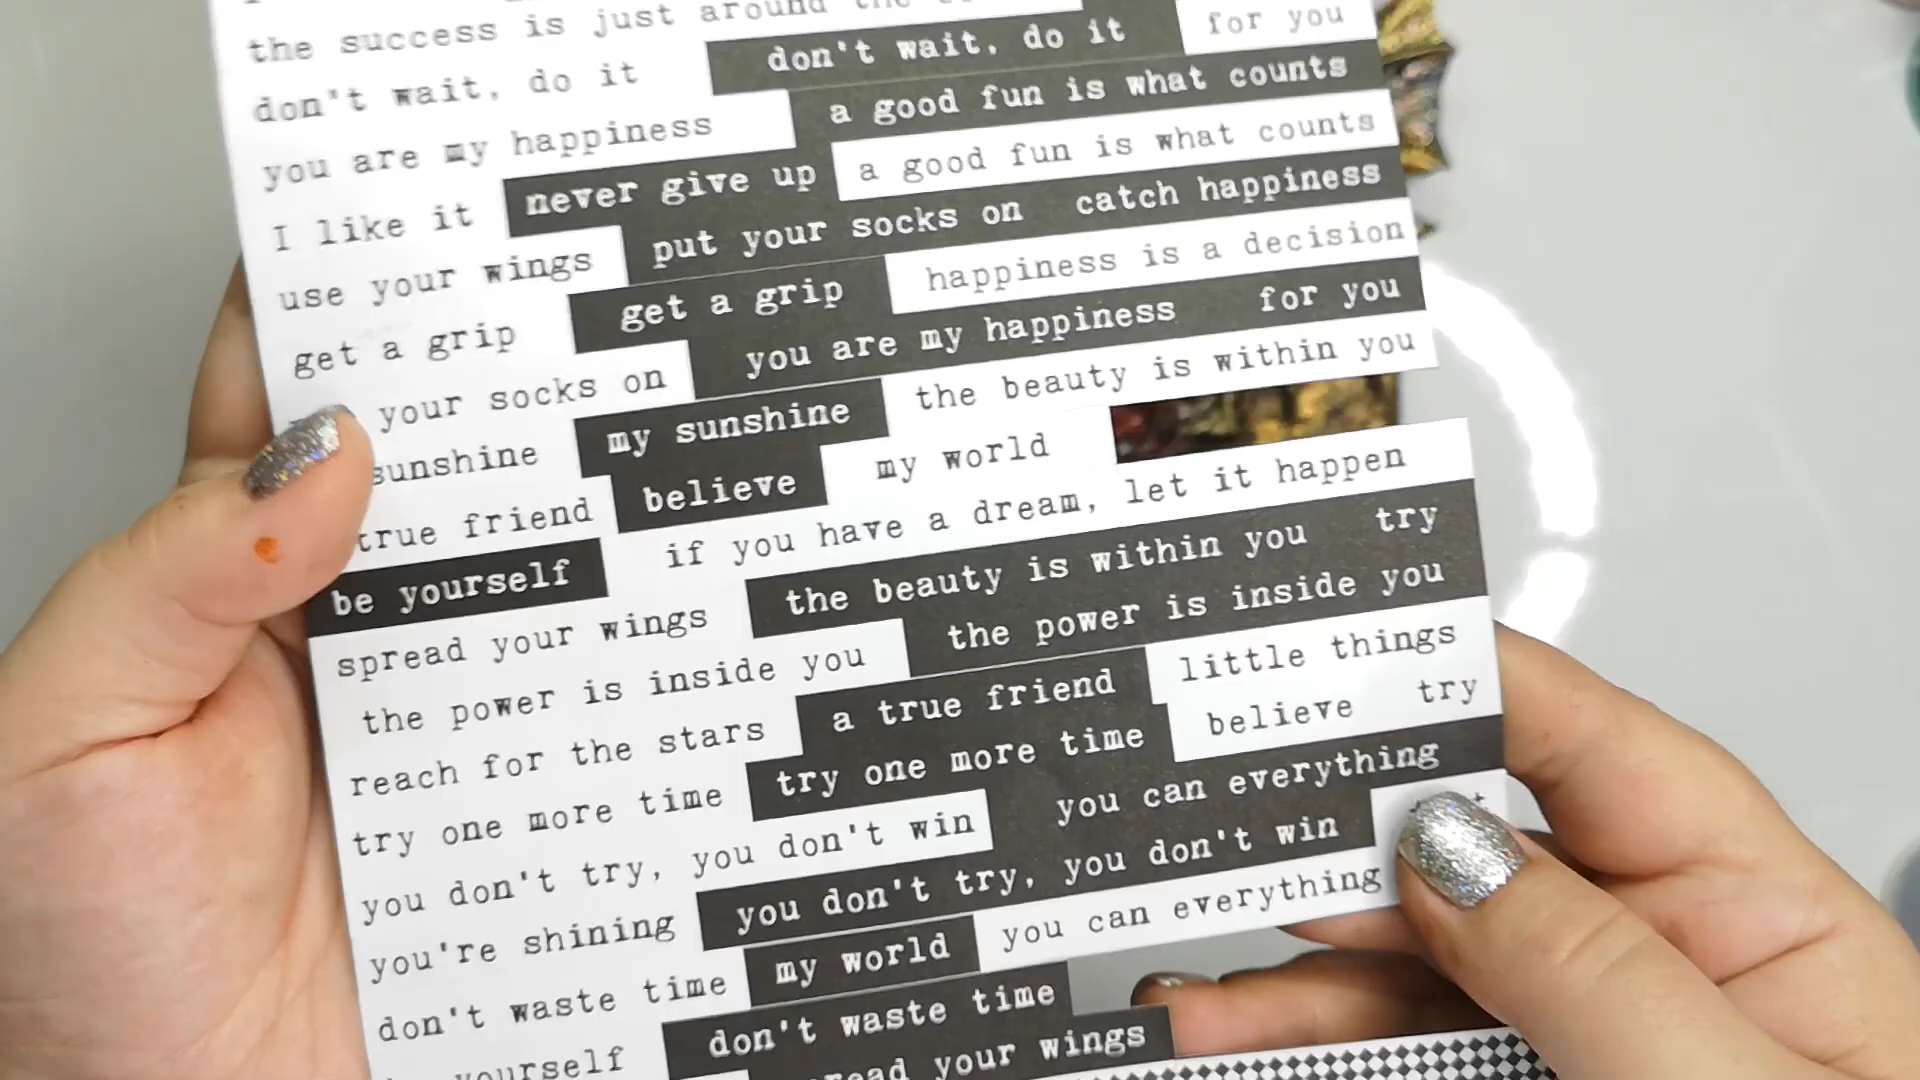 the success is just around the
don't wait, do it
don't wait, do it
for you
you are my happiness
a good fun is what counts
I like it
never give up
a good fun is what counts
use your wings
put your socks on
catch happiness
get a grip
get a grip
happiness is a decision
your socks on
you are my happiness
for you
sunshine
my sunshine
the beauty is within you
true friend
believe
my world
be yourself
if you have a dream, let it happen
spread your wings
the beauty is within you
try
the power is inside you
the power is inside you
reach for the stars
a true friend
little things
try one more time
try one more time
believe
try
you don't try, you don't win
you can everything
you're shining
you don't try, you don't win
don't waste time
my world
you can everything
yourself
don't waste time
your wings